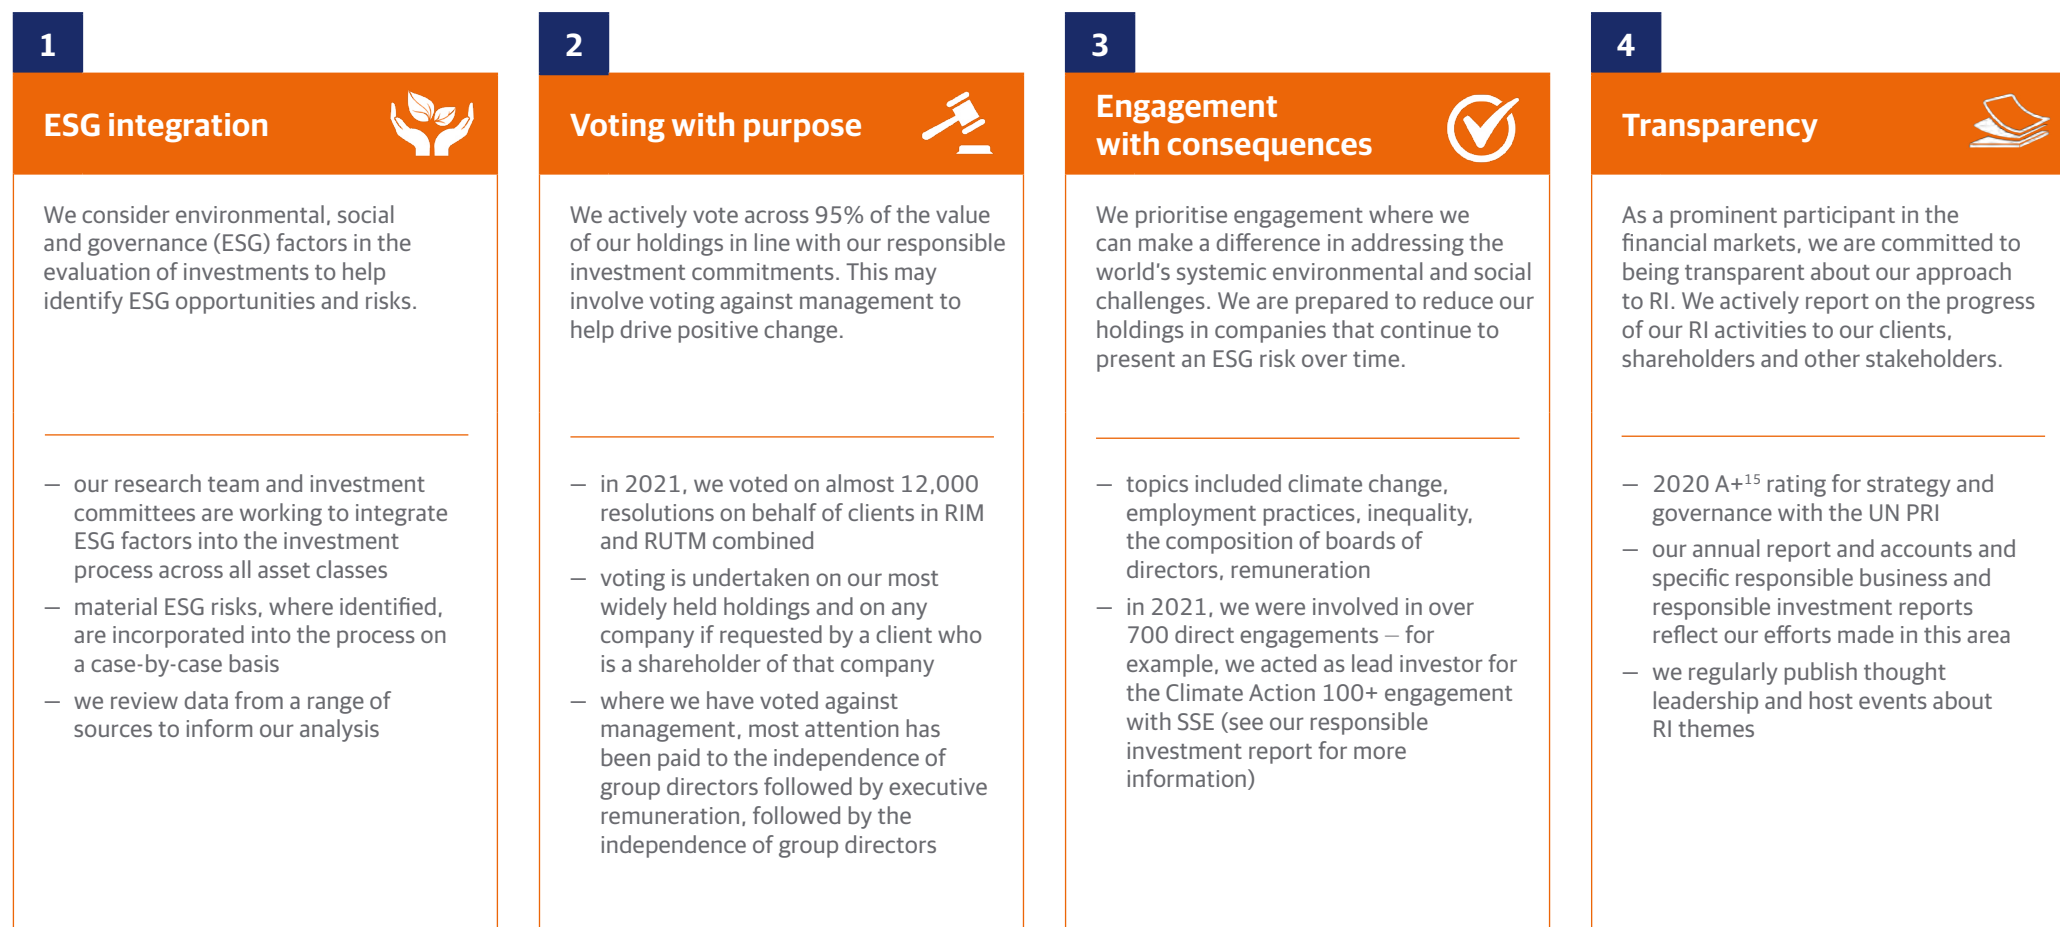 1
ESG integration
We consider environmental, social
and governance (ESG) factors in the
evaluation of investments to help
identify ESG opportunities and risks.
— our research team and investment
committees are working to integrate
ESG factors into the investment
process across all asset classes
— material ESG risks, where identified,
are incorporated into the process on
a case-by-case basis
— we review data from a range of
sources to inform our analysis
2
Voting with purpose
We actively vote across 95% of the value
of our holdings in line with our responsible
investment commitments. This may
involve voting against management to
help drive positive change.
— in 2021, we voted on almost 12,000
resolutions on behalf of clients in RIM
and RUTM combined
— voting is undertaken on our most
widely held holdings and on any
company if requested by a client who
is a shareholder of that company
— where we have voted against
management, most attention has
been paid to the independence of
group directors followed by executive
remuneration, followed by the
independence of group directors
3
Engagement
with consequences
We prioritise engagement where we
can make a difference in addressing the
world's systemic environmental and social
challenges. We are prepared to reduce our
holdings in companies that continue to
present an ESG risk over time.
— topics included climate change,
employment practices, inequality,
the composition of boards of
directors, remuneration
— in 2021, we were involved in over
700 direct engagements — for
example, we acted as lead investor for
the Climate Action 100+ engagement
with SSE (see our responsible
investment report for more
information)
4
Transparency
As a prominent participant in the
financial markets, we are committed to
being transparent about our approach
to RI. We actively report on the progress
of our RI activities to our clients,
shareholders and other stakeholders.
— 2020 A+15 rating for strategy and
governance with the UN PRI
— our annual report and accounts and
specific responsible business and
responsible investment reports
reflect our efforts made in this area
— we regularly publish thought
leadership and host events about
RI themes